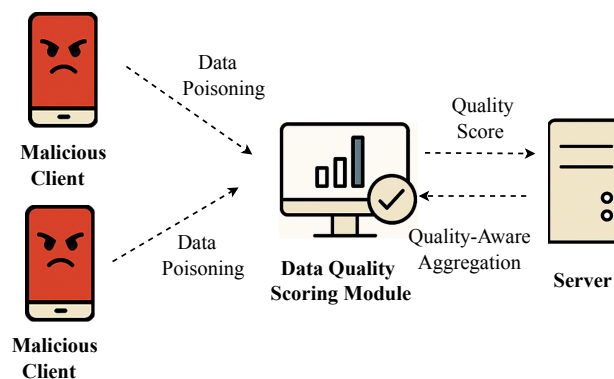 Data
Poisoning
Malicious
Client
Quality
Score
Data
Poisoning
Quality-Aware
Aggregation
Data Quality
Scoring Module
Server
Malicious
Client